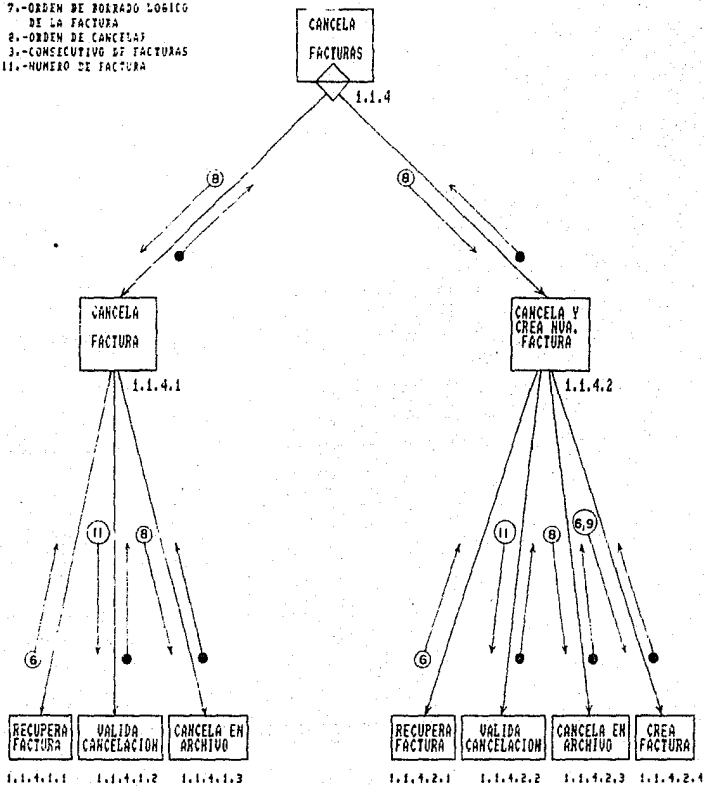 7.-ORDEN DE BORRADO LOGICO
DE LA FACTURA
8.-ORDEN DE CANCELAR
3.-CONSECUTIVO DE FACTURAS
11.-NUMERO DE FACTURA
CANCELA
FACTURAS
1.1.4
8
8
CANCELA
FACTURA
1.1.4.1
CANCELA Y
CREA NUA.
FACTURA
1.1.4.2
11
8
11
8
6,9
6
6
RECUPERA
FACTURA
VALIDA
CANCELACION
CANCELA EN
ARCHIVO
RECUPERA
FACTURA
VALIDA
CANCELACION
CANCELA EN
ARCHIVO
CREA
FACTURA
1.1.4.1.1
1.1.4.1.2
1.1.4.1.3
1.1.4.2.1
1.1.4.2.2
1.1.4.2.3
1.1.4.2.4